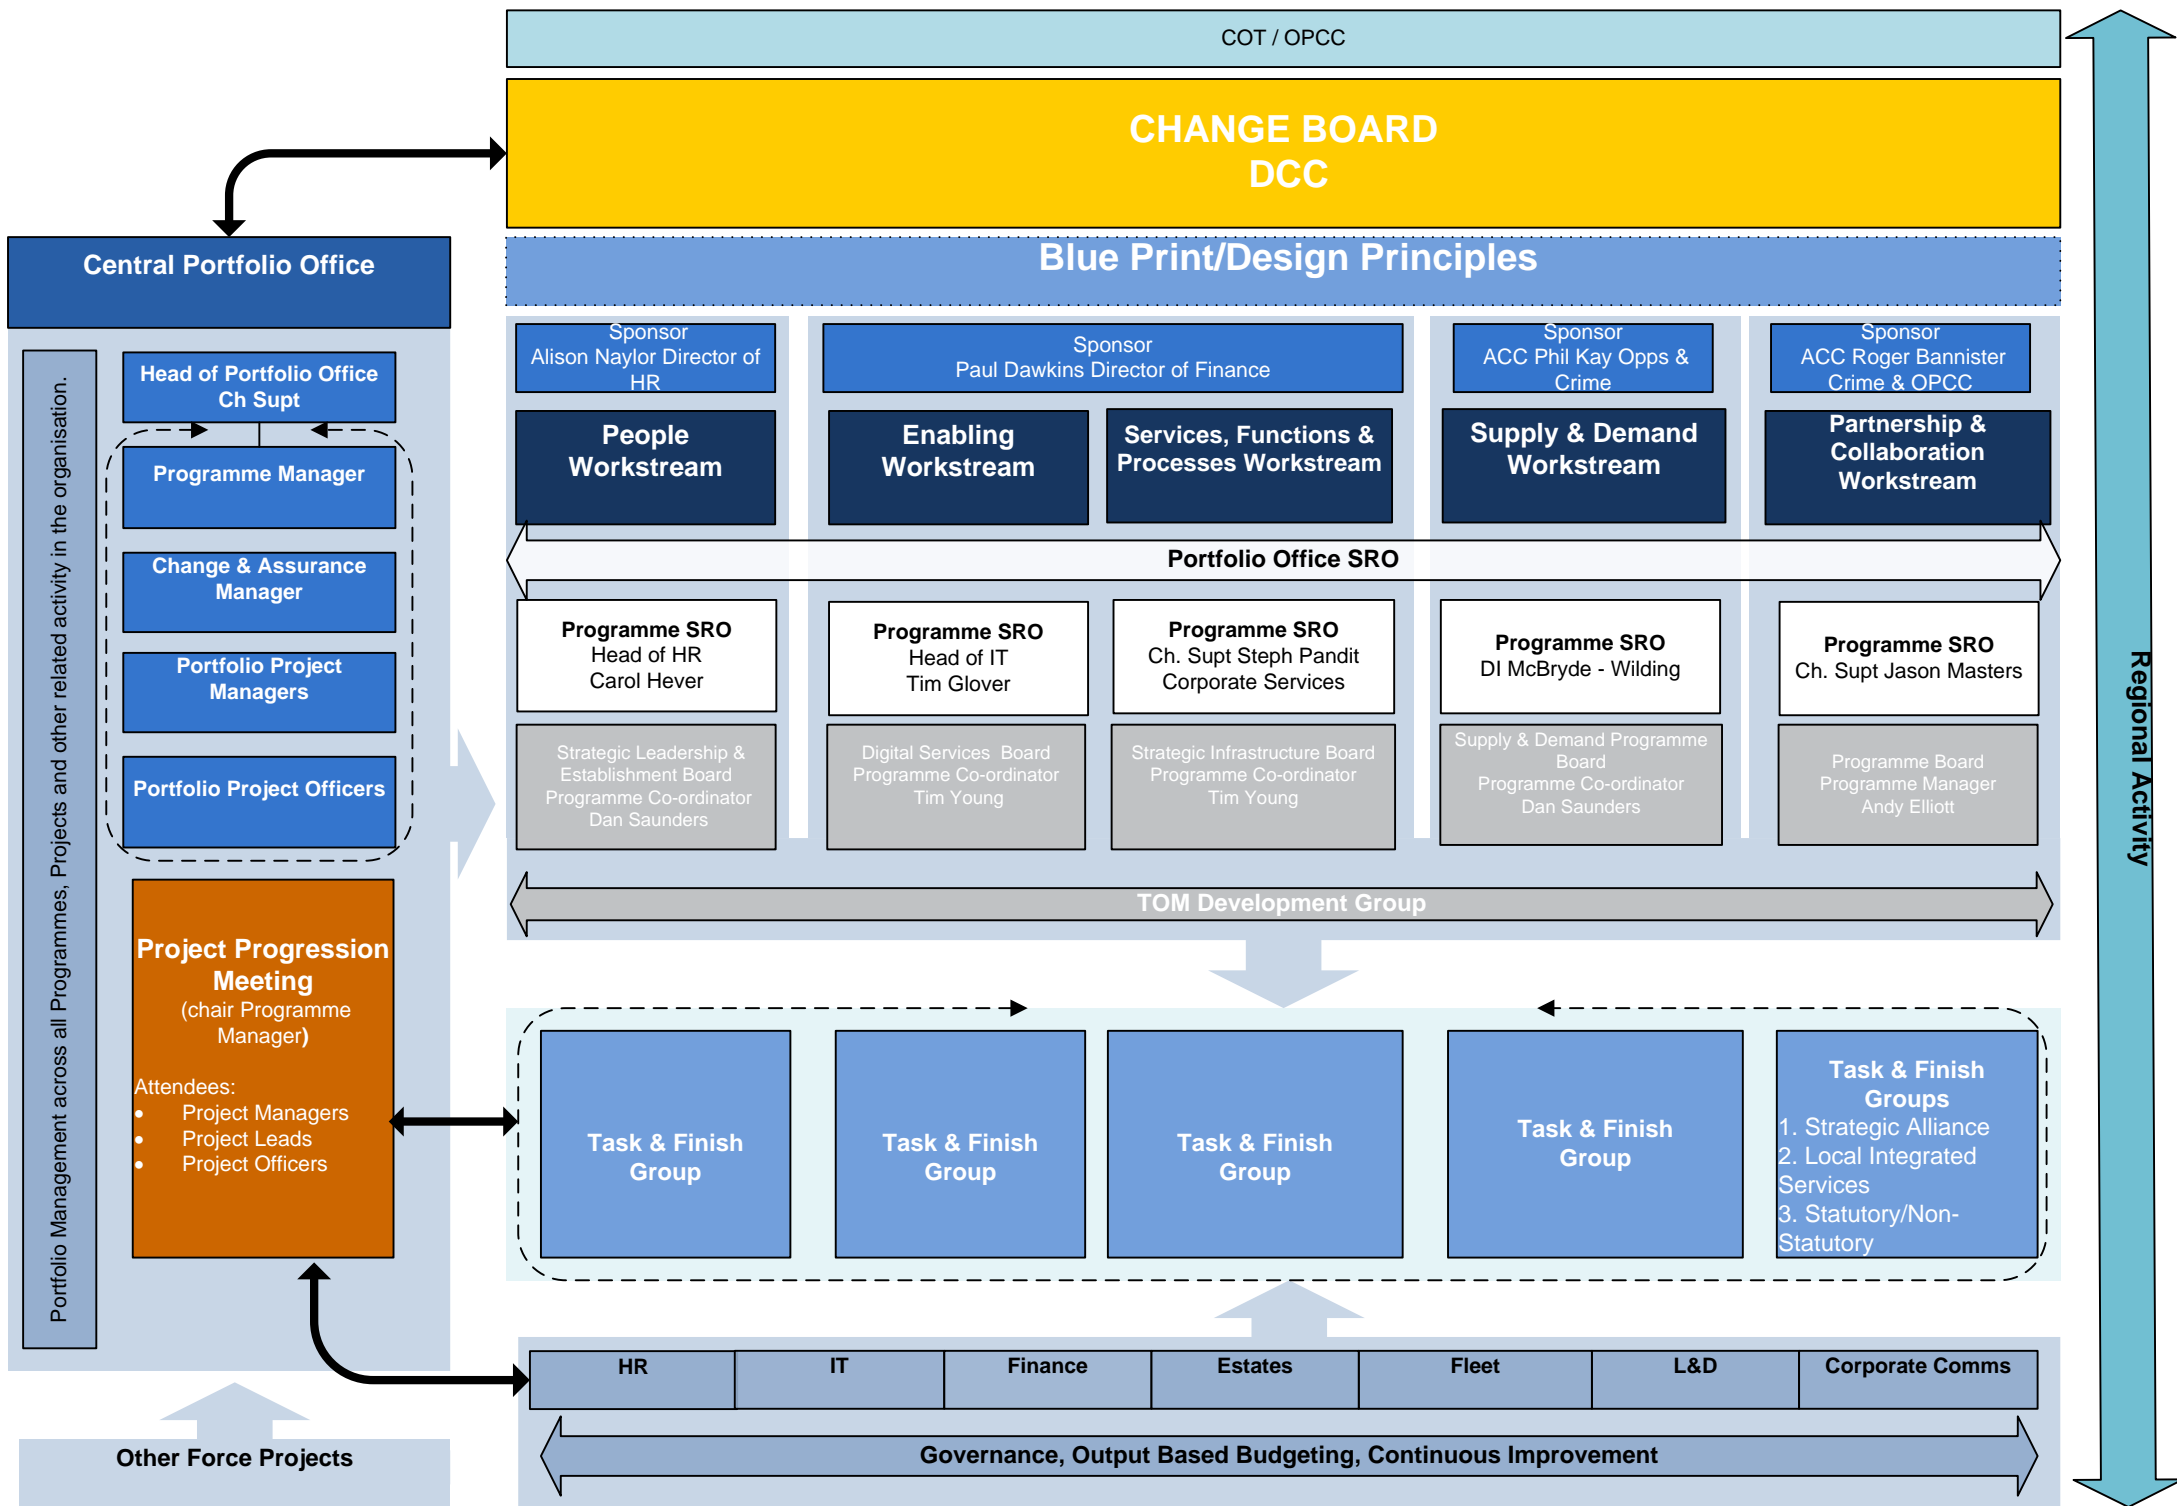 COT / OPCC
CHANGE BOARD
DCC
Blue Print/Design Principles
Central Portfolio Office
Portfolio Management across all Programmes, Projects and other related activity in the organisation.
Head of Portfolio Office
Ch Supt
Programme Manager
Change & Assurance
Manager
Portfolio Project
Managers
Portfolio Project Officers
Project Progression
Meeting
(chair Programme
Manager)
Attendees:
• Project Managers
• Project Leads
• Project Officers
Other Force Projects
Sponsor
Alison Naylor Director of
HR
Sponsor
Paul Dawkins Director of Finance
Sponsor
ACC Phil Kay Opps &
Crime
Sponsor
ACC Roger Bannister
Crime & OPCC
People
Workstream
Enabling
Workstream
Services, Functions &
Processes Workstream
Supply & Demand
Workstream
Partnership &
Collaboration
Workstream
Portfolio Office SRO
Programme SRO
Head of HR
Carol Hever
Programme SRO
Head of IT
Tim Glover
Programme SRO
Ch. Supt Steph Pandit
Corporate Services
Programme SRO
DI McBryde - Wilding
Programme SRO
Ch. Supt Jason Masters
Strategic Leadership &
Establishment Board
Programme Co-ordinator
Dan Saunders
Digital Services Board
Programme Co-ordinator
Tim Young
Strategic Infrastructure Board
Programme Co-ordinator
Tim Young
Supply & Demand Programme
Board
Programme Co-ordinator
Dan Saunders
Programme Board
Programme Manager
Andy Elliott
TOM Development Group
Task & Finish
Group
Task & Finish
Group
Task & Finish
Group
Task & Finish
Group
Task & Finish
Groups
1. Strategic Alliance
2. Local Integrated
Services
3. Statutory/Non-
Statutory
HR
IT
Finance
Estates
Fleet
L&D
Corporate Comms
Governance, Output Based Budgeting, Continuous Improvement
Regional Activity